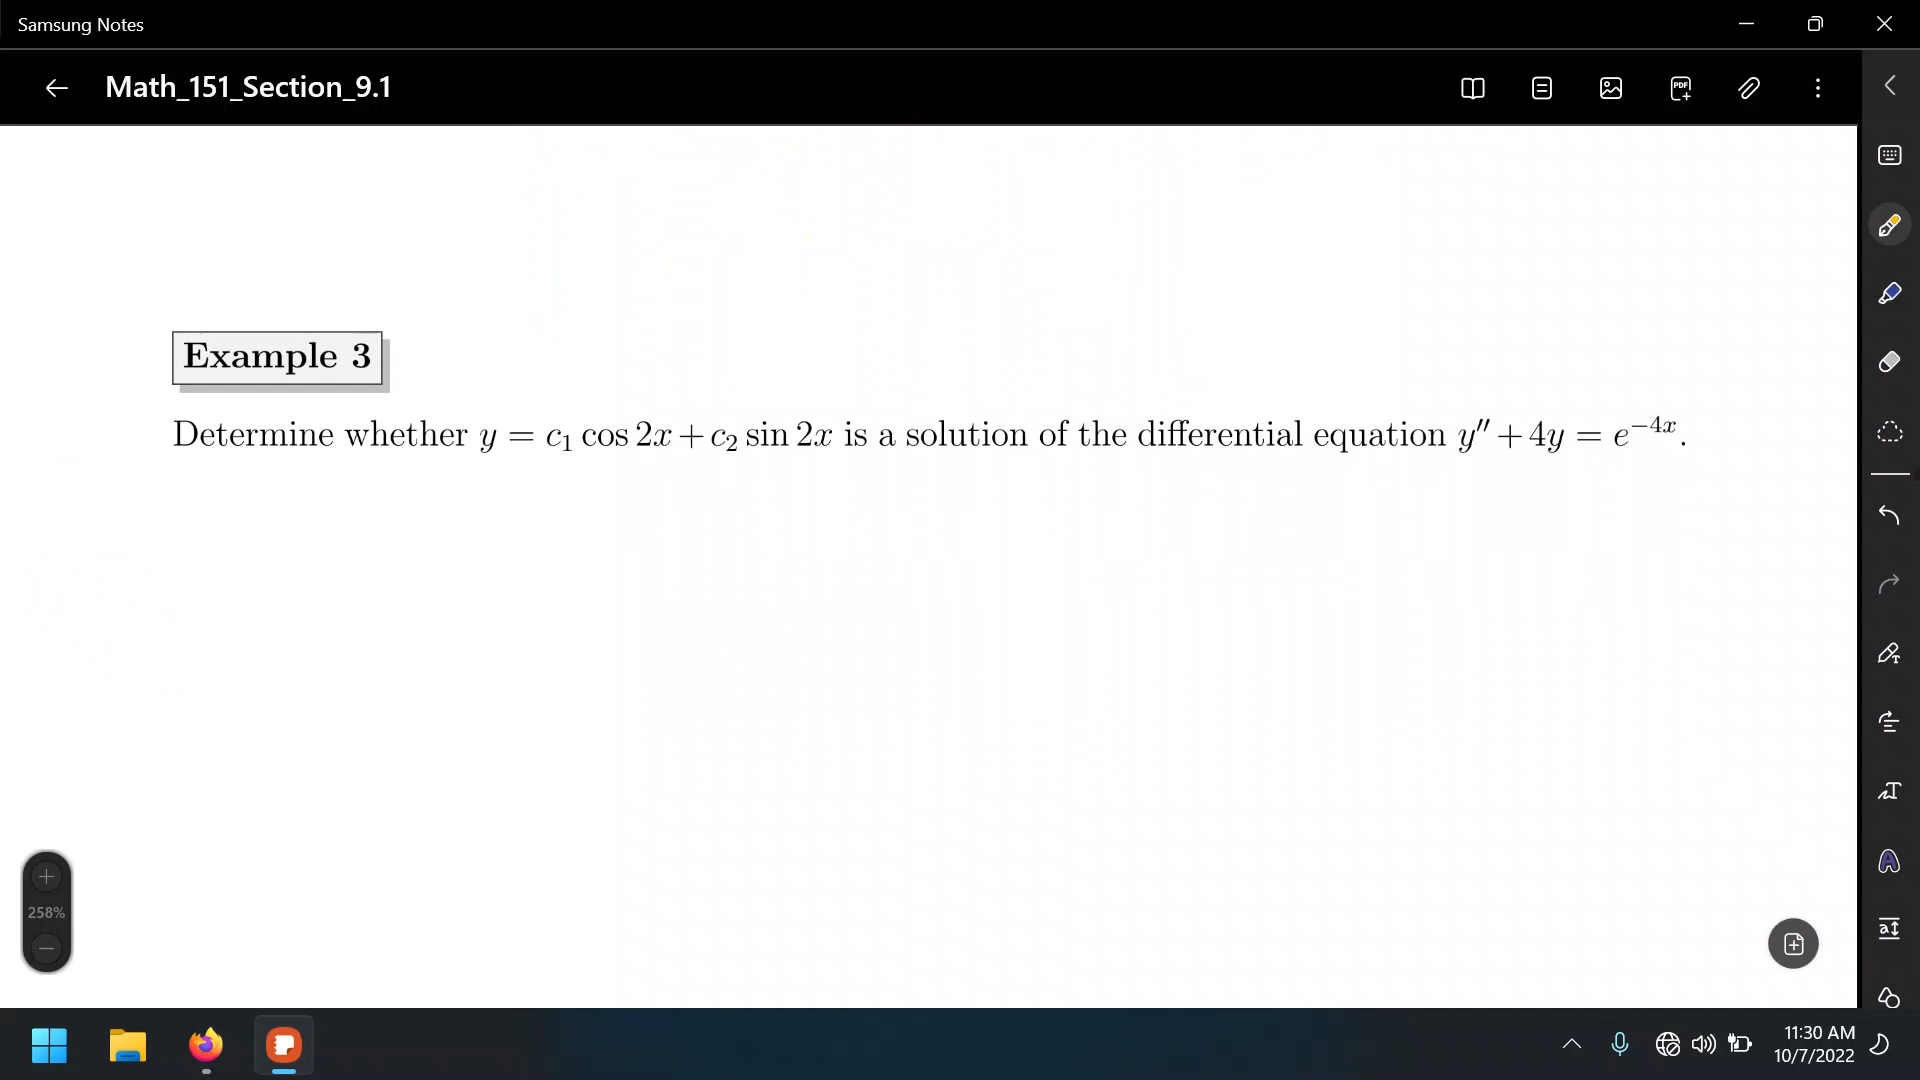 Samsung Notes
Math_151_Section_9.1
PDF
Example 3
Determine whether y = c₁ cos 2x + c₂ sin 2x is a solution of the differential equation y″ + 4y = e⁻⁴ˣ.
258%
11:30 AM
10/7/2022